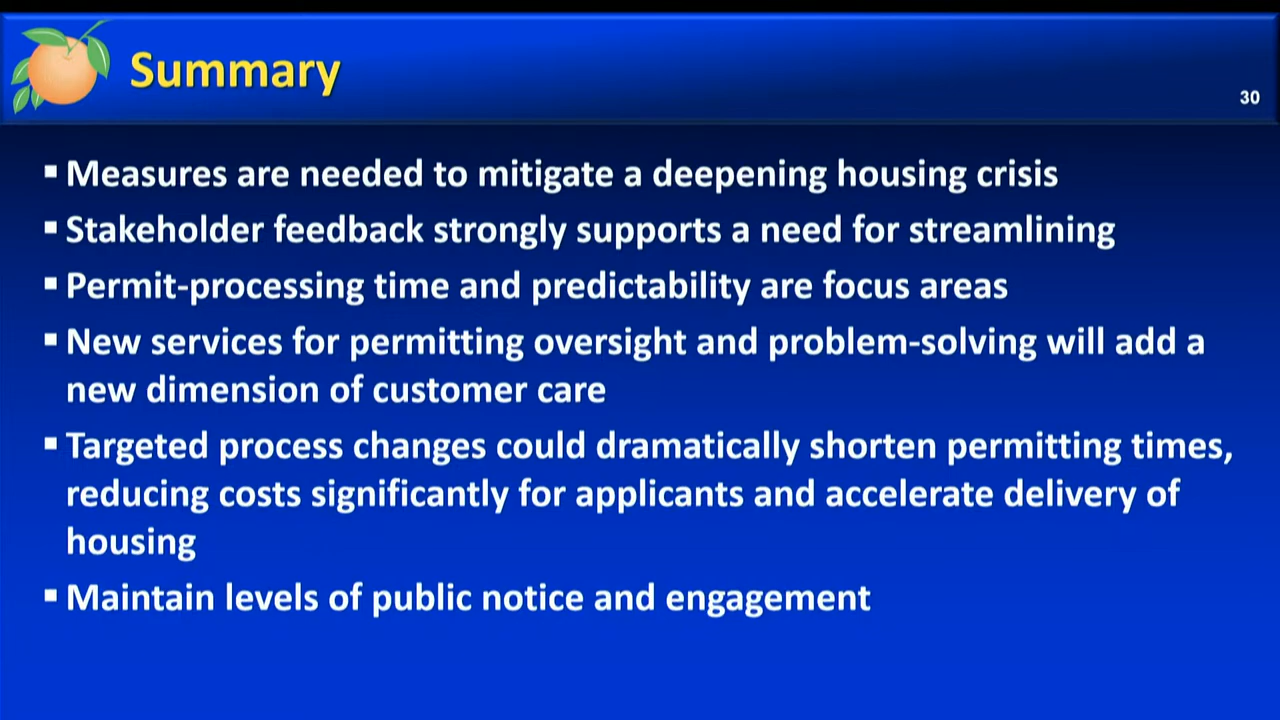 Summary
30
▪ Measures are needed to mitigate a deepening housing crisis
▪ Stakeholder feedback strongly supports a need for streamlining
▪ Permit-processing time and predictability are focus areas
▪ New services for permitting oversight and problem-solving will add a
new dimension of customer care
▪ Targeted process changes could dramatically shorten permitting times,
reducing costs significantly for applicants and accelerate delivery of
housing
▪ Maintain levels of public notice and engagement